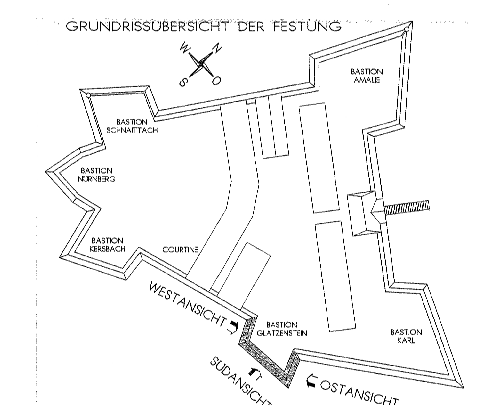 GRUNDRISSÜBERSICHT DER FESTUNG
W N
S O
BASTION
AMALIE
BASTION
SCHNAITTACH
BASTION
NÜRNBERG
BASTION
KERSBACH
COURTINE
WESTANSICHT
BASTION
GLATZENSTEIN
BASTION
KARL
SÜDANSICHT
OSTANSICHT